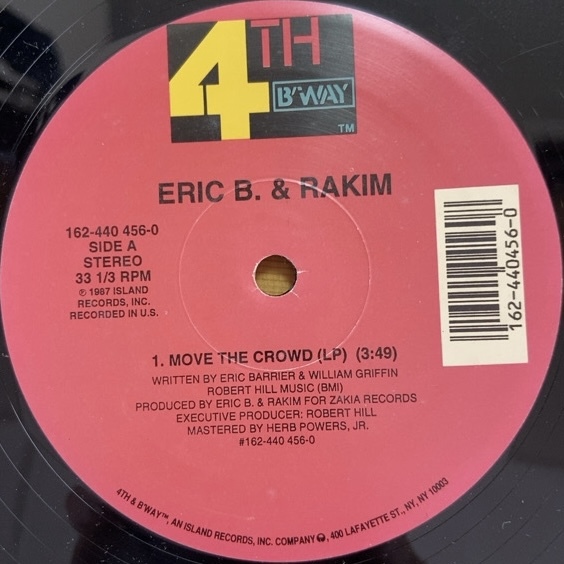 4TH
B'WAY
TM
ERIC B. & RAKIM
162-440 456-0
SIDE A
STEREO
33 1/3 RPM
℗ 1987 ISLAND
RECORDS, INC.
RECORDED IN U.S.
162-440456-0
1. MOVE THE CROWD (LP) (3:49)
WRITTEN BY ERIC BARRIER & WILLIAM GRIFFIN
ROBERT HILL MUSIC (BMI)
PRODUCED BY ERIC B. & RAKIM FOR ZAKIA RECORDS
EXECUTIVE PRODUCER: ROBERT HILL
MASTERED BY HERB POWERS, JR.
#162-440 456-0
4TH & B'WAY™, AN ISLAND RECORDS, INC. COMPANY, 400 LAFAYETTE ST., NY, NY 10003